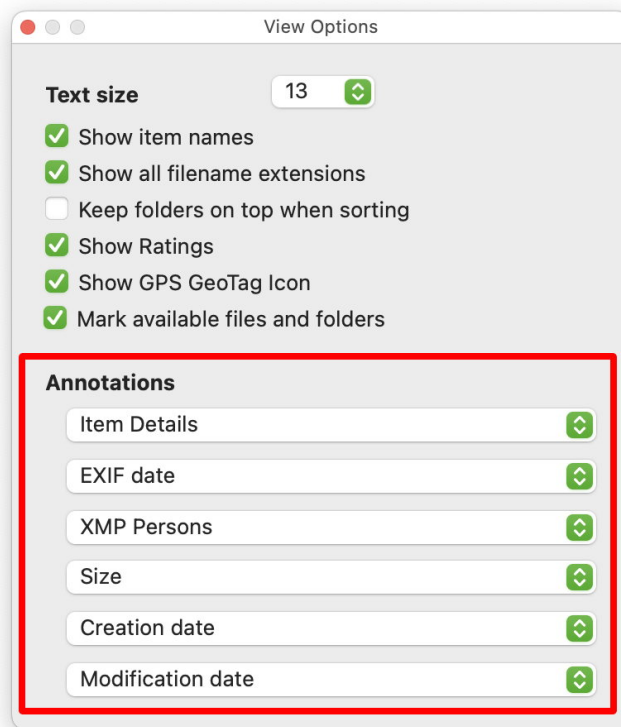 View Options
Text size 13
Show item names
Show all filename extensions
Keep folders on top when sorting
Show Ratings
Show GPS GeoTag Icon
Mark available files and folders
Annotations
Item Details
EXIF date
XMP Persons
Size
Creation date
Modification date